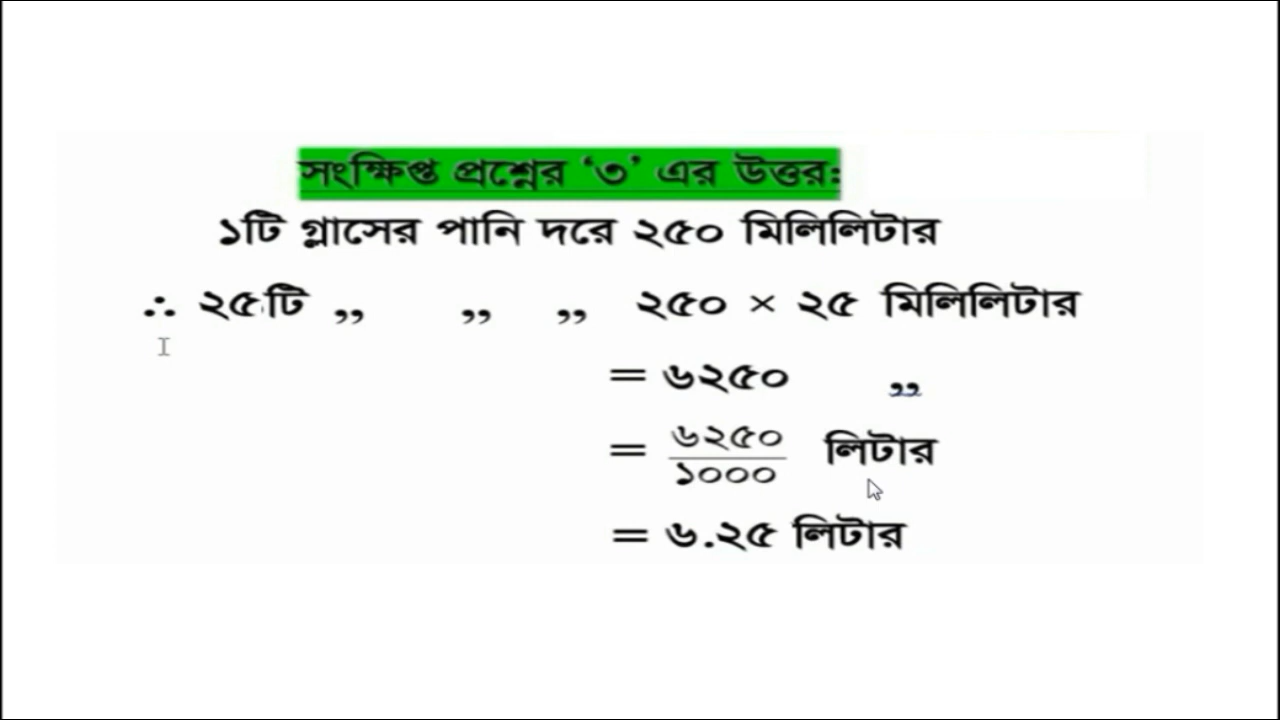 সংক্ষিপ্ত প্রশ্নের ‘৩’ এর উত্তর:
১টি গ্লাসের পানি দরে ২৫০ মিলিলিটার
∴ ২৫টি ,, ,, ,, ২৫০ × ২৫ মিলিলিটার
= ৬২৫০ ,,
= ৬২৫০/১০০০ লিটার
= ৬.২৫ লিটার